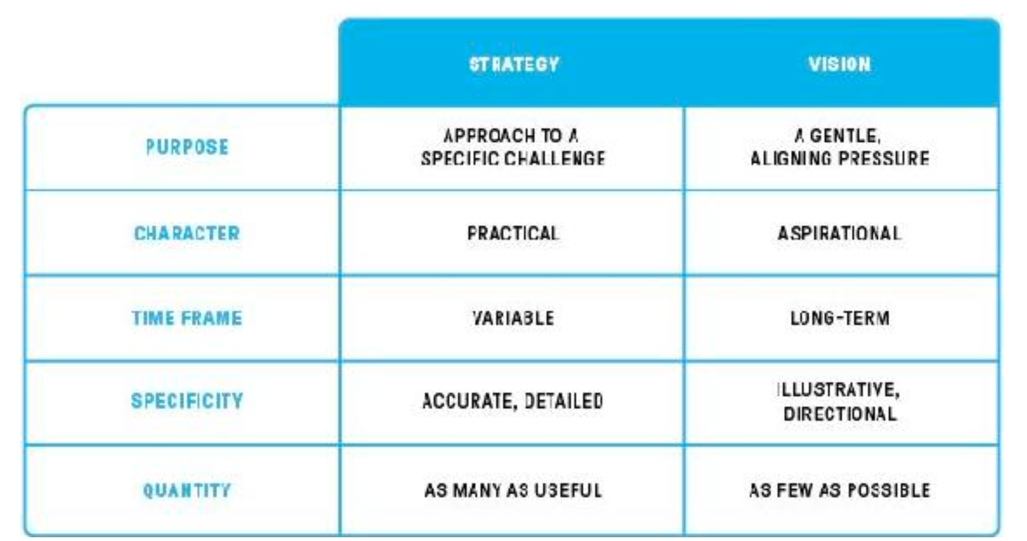 STRATEGY VISION
PURPOSE APPROACH TO A SPECIFIC CHALLENGE A GENTLE, ALIGNING PRESSURE
CHARACTER PRACTICAL ASPIRATIONAL
TIME FRAME VARIABLE LONG-TERM
SPECIFICITY ACCURATE, DETAILED ILLUSTRATIVE, DIRECTIONAL
QUANTITY AS MANY AS USEFUL AS FEW AS POSSIBLE